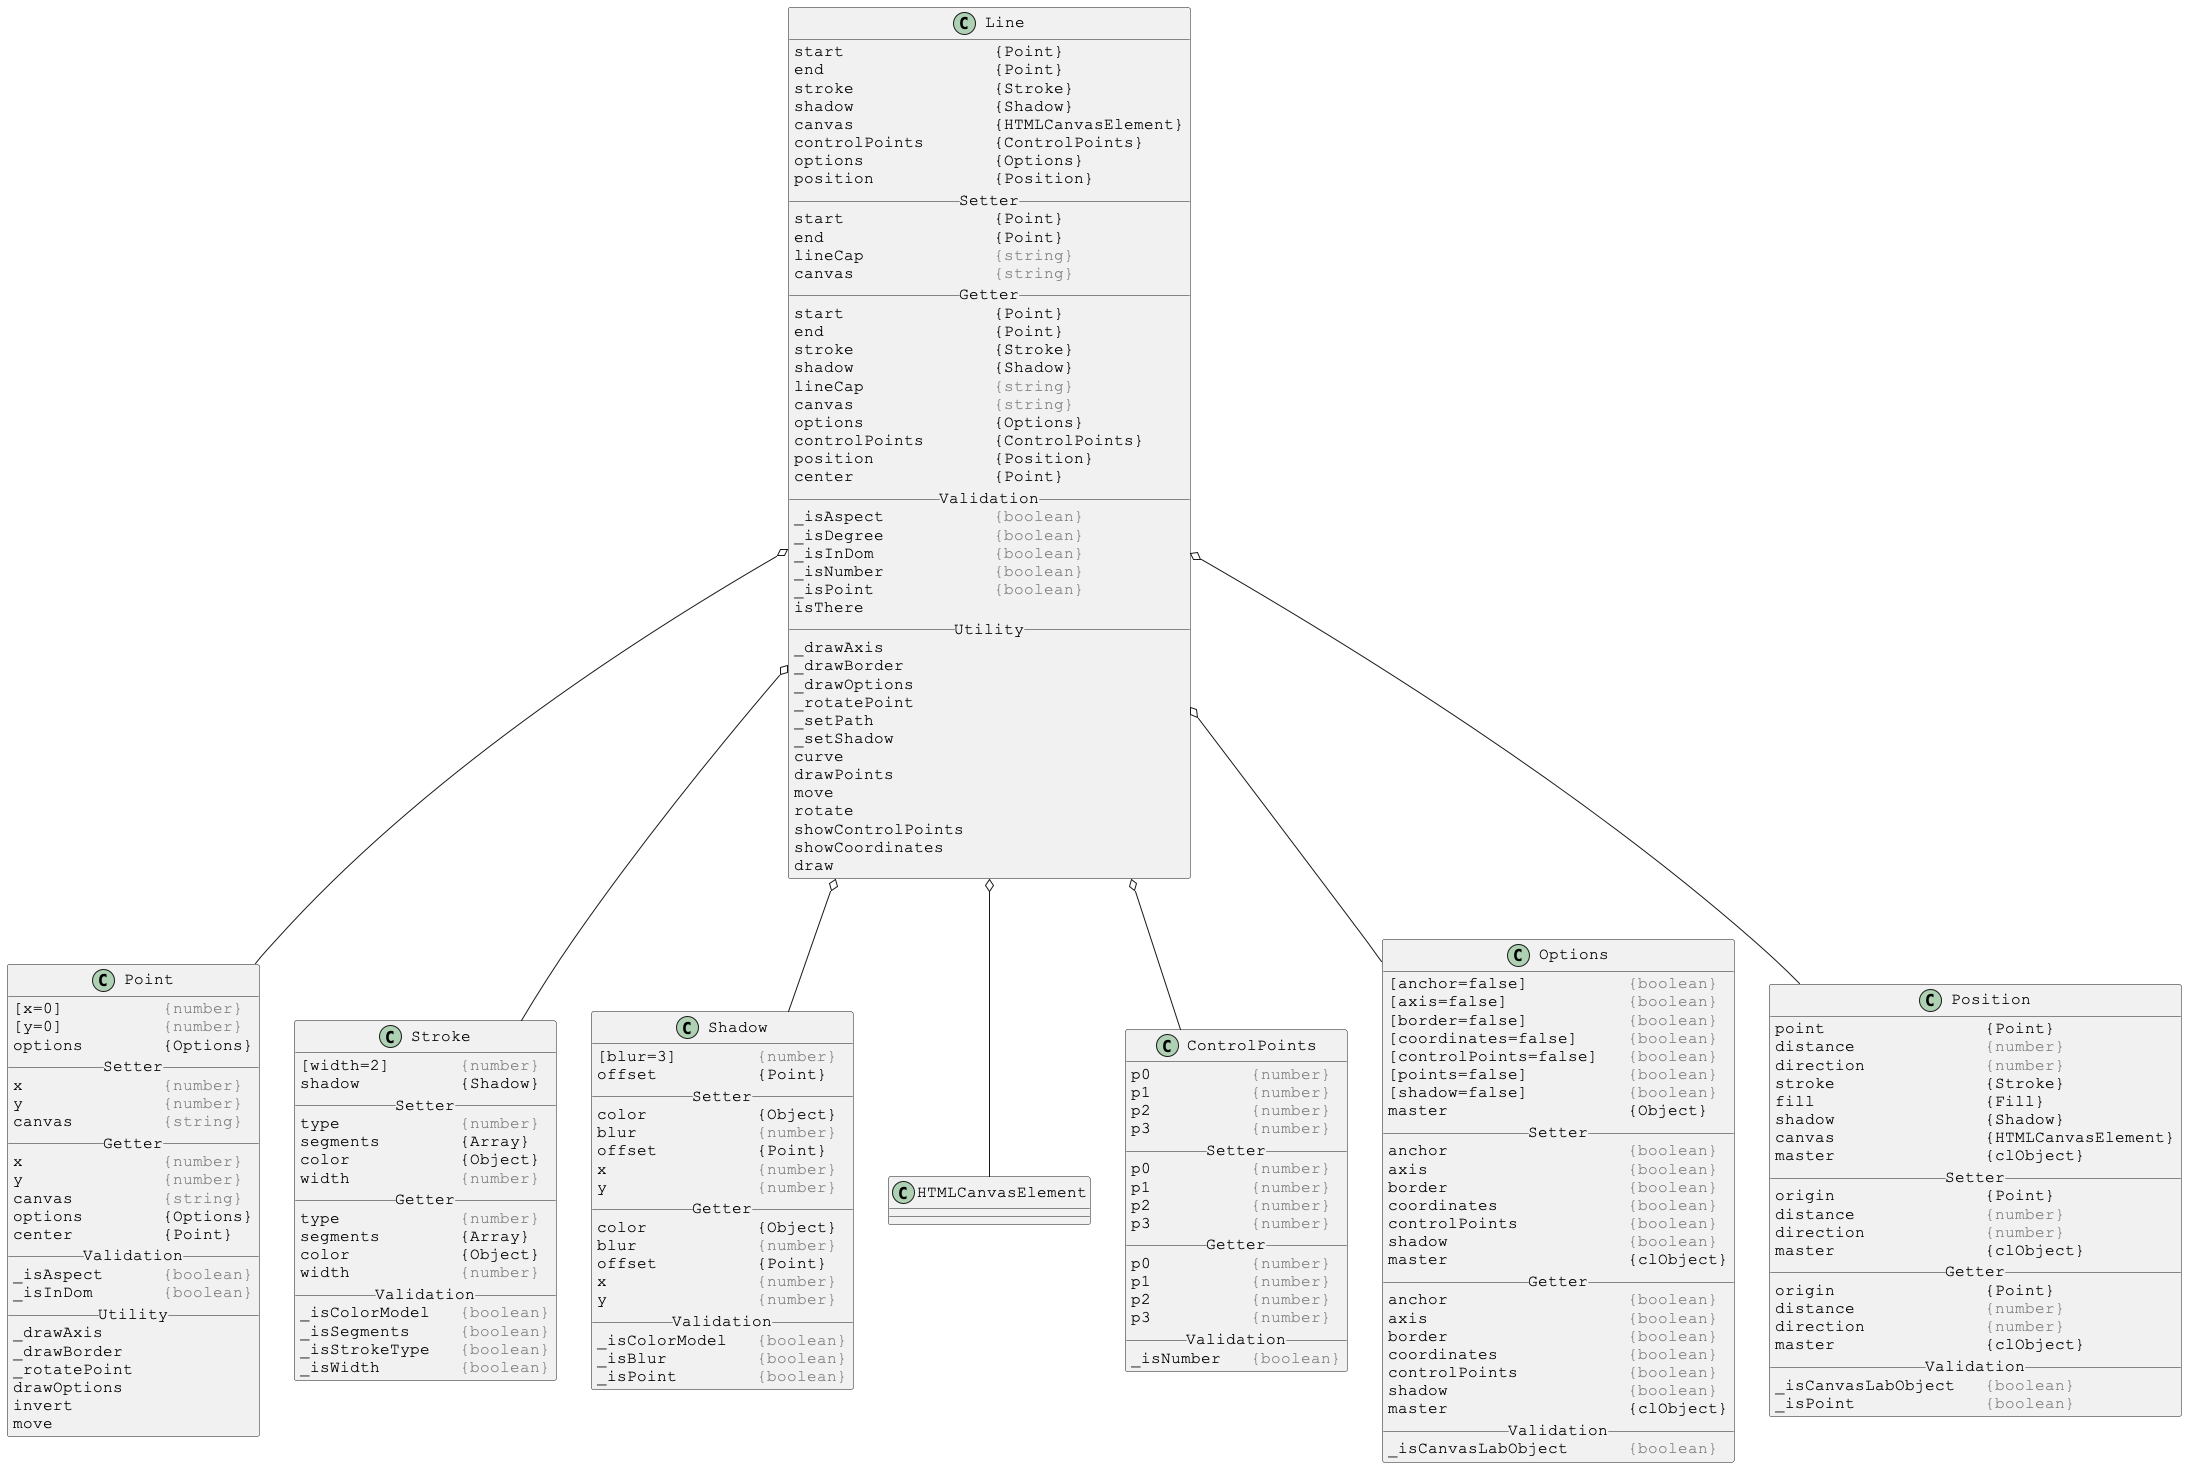 C Line
start {Point}
end {Point}
stroke {Stroke}
shadow {Shadow}
canvas {HTMLCanvasElement}
controlPoints {ControlPoints}
options {Options}
position {Position}
Setter
start {Point}
end {Point}
lineCap {string}
canvas {string}
Getter
start {Point}
end {Point}
stroke {Stroke}
shadow {Shadow}
lineCap {string}
canvas {string}
options {Options}
controlPoints {ControlPoints}
position {Position}
center {Point}
Validation
_isAspect {boolean}
_isDegree {boolean}
_isInDom {boolean}
_isNumber {boolean}
_isPoint {boolean}
isThere
Utility
_drawAxis
_drawBorder
_drawOptions
_rotatePoint
_setPath
_setShadow
curve
drawPoints
move
rotate
showControlPoints
showCoordinates
draw
C Point
[x=0] {number}
[y=0] {number}
options {Options}
Setter
x {number}
y {number}
canvas {string}
Getter
x {number}
y {number}
canvas {string}
options {Options}
center {Point}
Validation
_isAspect {boolean}
_isInDom {boolean}
Utility
_drawAxis
_drawBorder
_rotatePoint
drawOptions
invert
move
C Stroke
[width=2] {number}
shadow {Shadow}
Setter
type {number}
segments {Array}
color {Object}
width {number}
Getter
type {number}
segments {Array}
color {Object}
width {number}
Validation
_isColorModel {boolean}
_isSegments {boolean}
_isStrokeType {boolean}
_isWidth {boolean}
C Shadow
[blur=3] {number}
offset {Point}
Setter
color {Object}
blur {number}
offset {Point}
x {number}
y {number}
Getter
color {Object}
blur {number}
offset {Point}
x {number}
y {number}
Validation
_isColorModel {boolean}
_isBlur {boolean}
_isPoint {boolean}
C HTMLCanvasElement
C ControlPoints
p0 {number}
p1 {number}
p2 {number}
p3 {number}
Setter
p0 {number}
p1 {number}
p2 {number}
p3 {number}
Getter
p0 {number}
p1 {number}
p2 {number}
p3 {number}
Validation
_isNumber {boolean}
C Options
[anchor=false] {boolean}
[axis=false] {boolean}
[border=false] {boolean}
[coordinates=false] {boolean}
[controlPoints=false] {boolean}
[points=false] {boolean}
[shadow=false] {boolean}
master {Object}
Setter
anchor {boolean}
axis {boolean}
border {boolean}
coordinates {boolean}
controlPoints {boolean}
shadow {boolean}
master {clObject}
Getter
anchor {boolean}
axis {boolean}
border {boolean}
coordinates {boolean}
controlPoints {boolean}
shadow {boolean}
master {clObject}
Validation
_isCanvasLabObject {boolean}
C Position
point {Point}
distance {number}
direction {number}
stroke {Stroke}
fill {Fill}
shadow {Shadow}
canvas {HTMLCanvasElement}
master {clObject}
Setter
origin {Point}
distance {number}
direction {number}
master {clObject}
Getter
origin {Point}
distance {number}
direction {number}
master {clObject}
Validation
_isCanvasLabObject {boolean}
_isPoint {boolean}